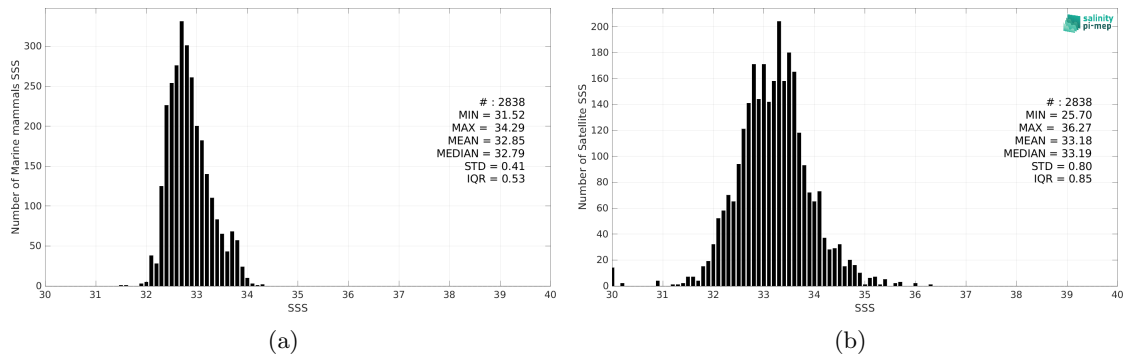 Number of Marine mammals SSS
300
250
200
150
100
50
0
30 31 32 33 34 35 36 37 38 39 40
SSS
# : 2838
MIN = 31.52
MAX = 34.29
MEAN = 32.85
MEDIAN = 32.79
STD = 0.41
IQR = 0.53
(a)
salinity
pi-mep
Number of Satellite SSS
200
180
160
140
120
100
80
60
40
20
0
30 31 32 33 34 35 36 37 38 39 40
SSS
# : 2838
MIN = 25.70
MAX = 36.27
MEAN = 33.18
MEDIAN = 33.19
STD = 0.80
IQR = 0.85
(b)